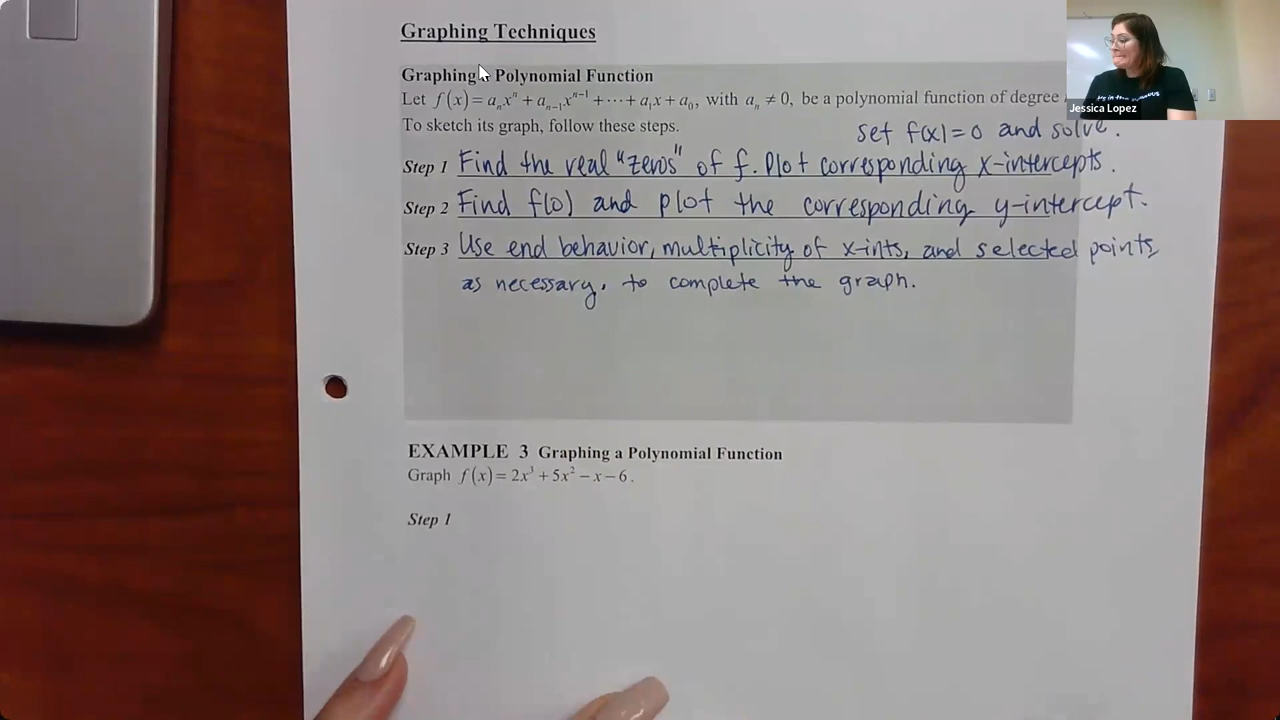 Graphing Techniques
Graphing Polynomial Function
Let f(x) = aₙxⁿ + aₙ₋₁xⁿ⁻¹ + ⋯ + a₁x + a₀, with aₙ ≠ 0, be a polynomial function of degree
Jessica Lopez
To sketch its graph, follow these steps.
set f(x)=0 and solve.
Step 1 Find the real "zeros" of f. Plot corresponding x-intercepts.
Step 2 Find f(0) and plot the corresponding y-intercept.
Step 3 Use end behavior, multiplicity of x-ints, and selected points,
as necessary, to complete the graph.
EXAMPLE 3 Graphing a Polynomial Function
Graph f(x) = 2x³ + 5x² − x − 6.
Step 1